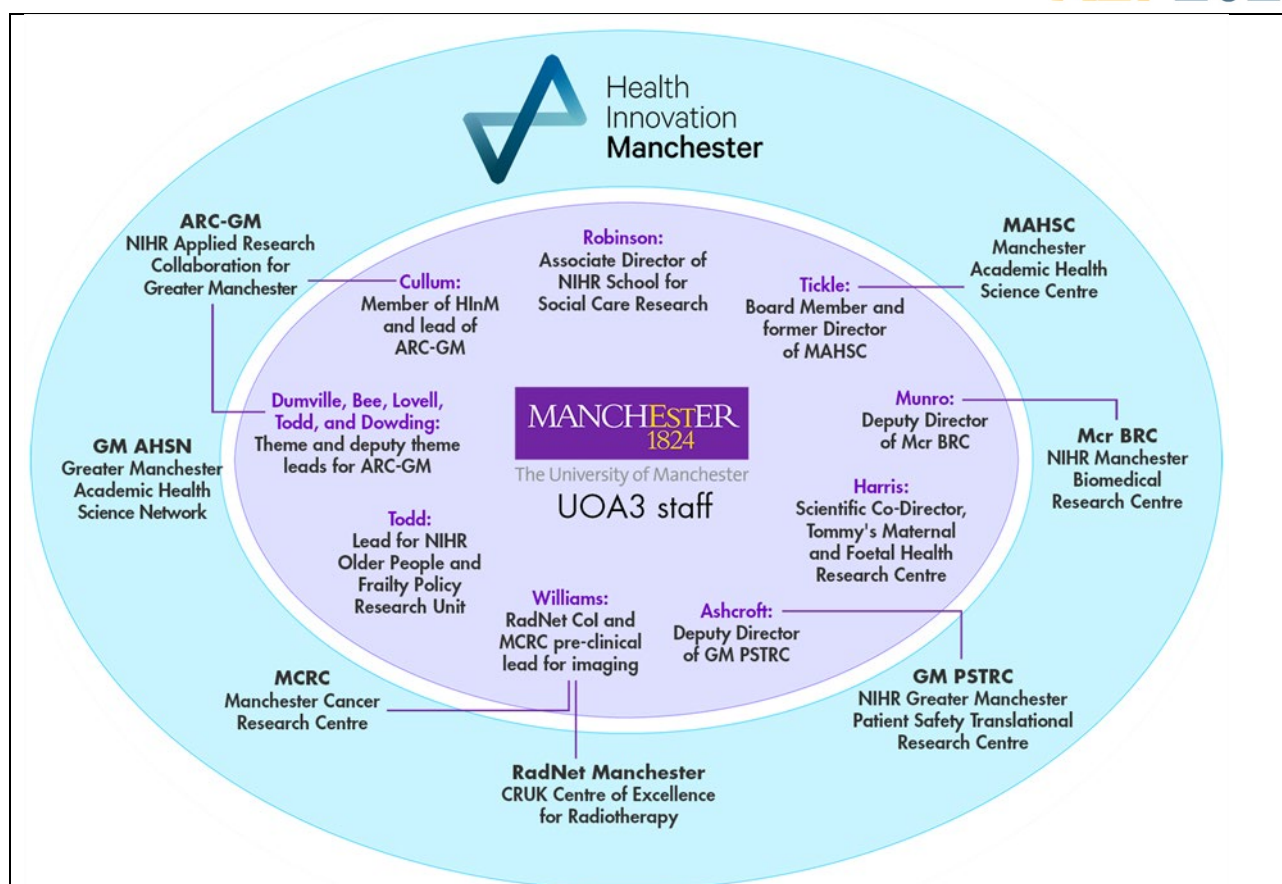 Health
Innovation
Manchester
ARC-GM
NIHR Applied Research
Collaboration for
Greater Manchester
Cullum:
Member of HInM
and lead of
ARC-GM
Robinson:
Associate Director of
NIHR School for
Social Care Research
Tickle:
Board Member and
former Director
of MAHSC
MAHSC
Manchester
Academic Health
Science Centre
Dumville, Bee, Lovell,
Todd, and Dowding:
Theme and deputy theme
leads for ARC-GM
GM AHSN
Greater Manchester
Academic Health
Science Network
MANCHESTER
1824
The University of Manchester
UOA3 staff
Munro:
Deputy Director
of Mcr BRC
Mcr BRC
NIHR Manchester
Biomedical
Research Centre
Harris:
Scientific Co-Director,
Tommy's Maternal
and Foetal Health
Research Centre
Todd:
Lead for NIHR
Older People and
Frailty Policy
Research Unit
Williams:
RadNet CoI and
MCRC pre-clinical
lead for imaging
Ashcroft:
Deputy Director
of GM PSTRC
MCRC
Manchester Cancer
Research Centre
GM PSTRC
NIHR Greater Manchester
Patient Safety Translational
Research Centre
RadNet Manchester
CRUK Centre of Excellence
for Radiotherapy